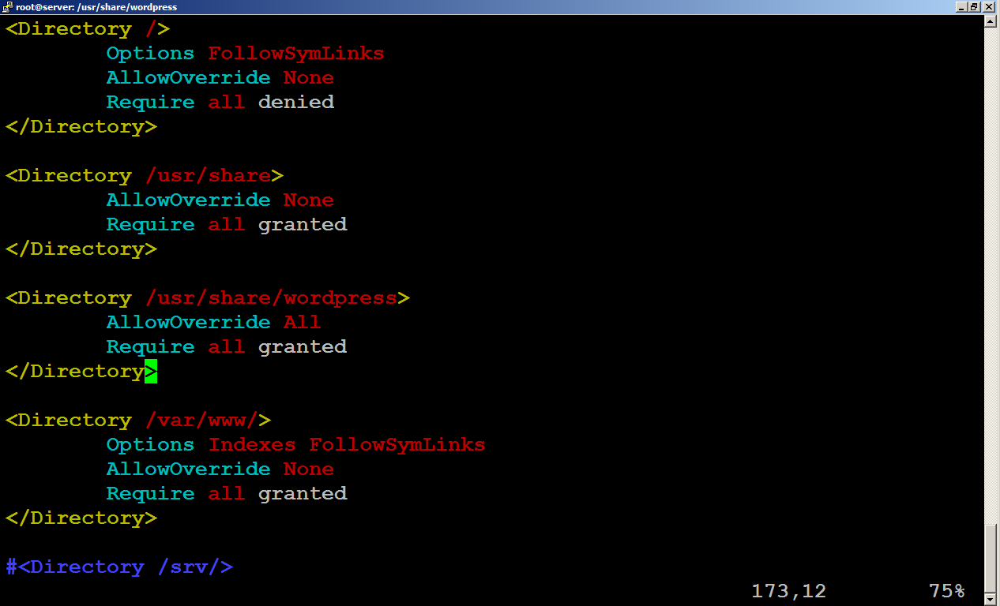 root@server: /usr/share/wordpress
<Directory />
        Options FollowSymLinks
        AllowOverride None
        Require all denied
</Directory>

<Directory /usr/share>
        AllowOverride None
        Require all granted
</Directory>

<Directory /usr/share/wordpress>
        AllowOverride All
        Require all granted
</Directory>

<Directory /var/www/>
        Options Indexes FollowSymLinks
        AllowOverride None
        Require all granted
</Directory>

#<Directory /srv/>
173,12 75%